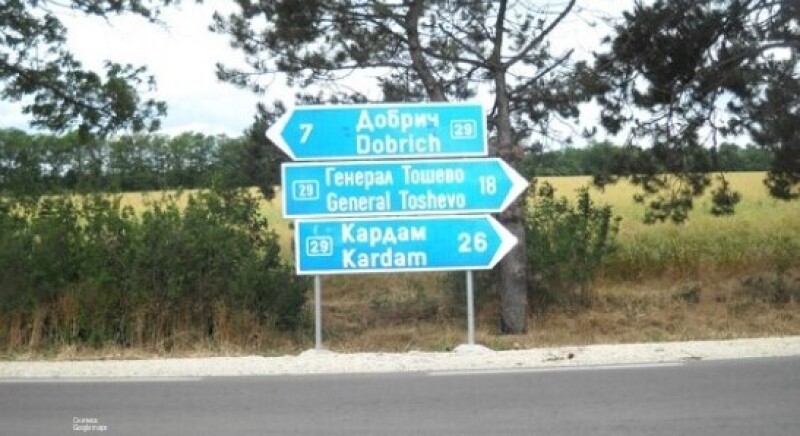 7 Добрич 29
Dobrich
29 Генерал Тошево 18
General Toshevo
29 Кардам 26
Kardam
Снимка:
Google maps